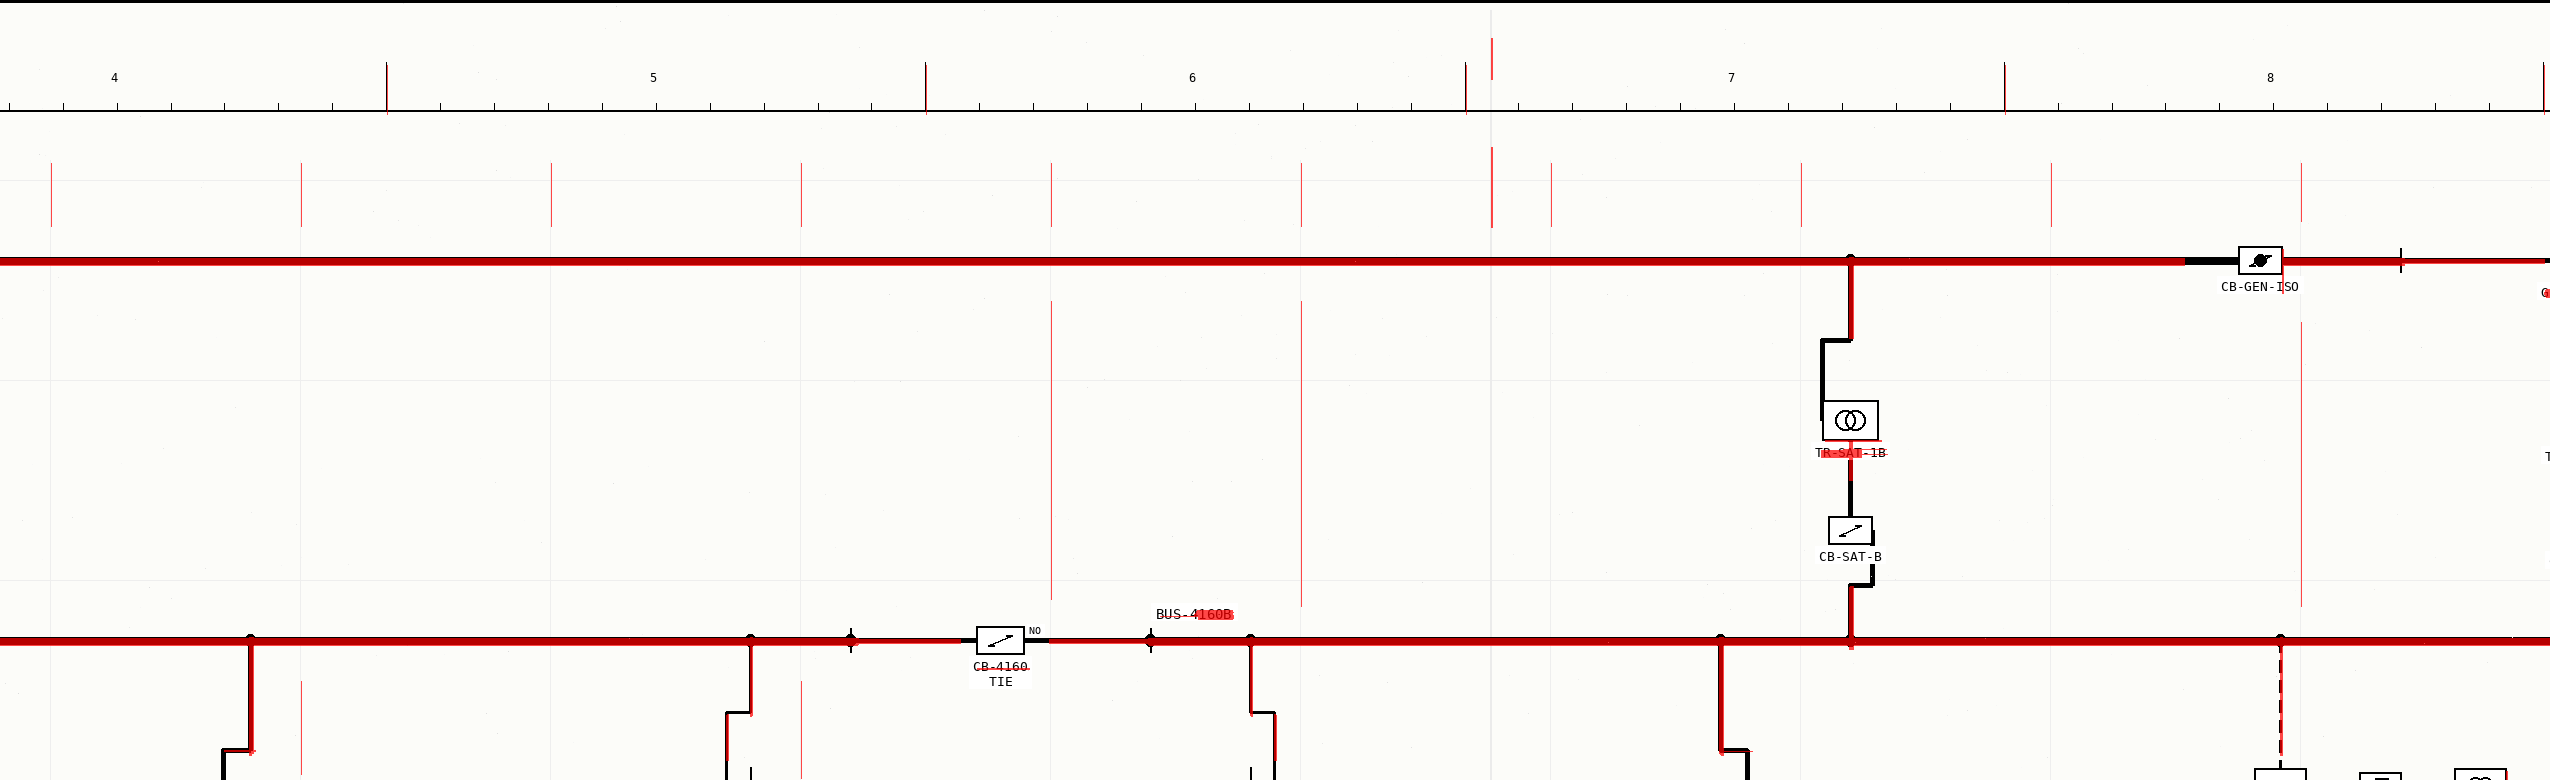 4 5 6 7 8
CB-GEN-ISO
TR-SAT-1B
CB-SAT-B
BUS-4160B
NO
CB-4160
TIE